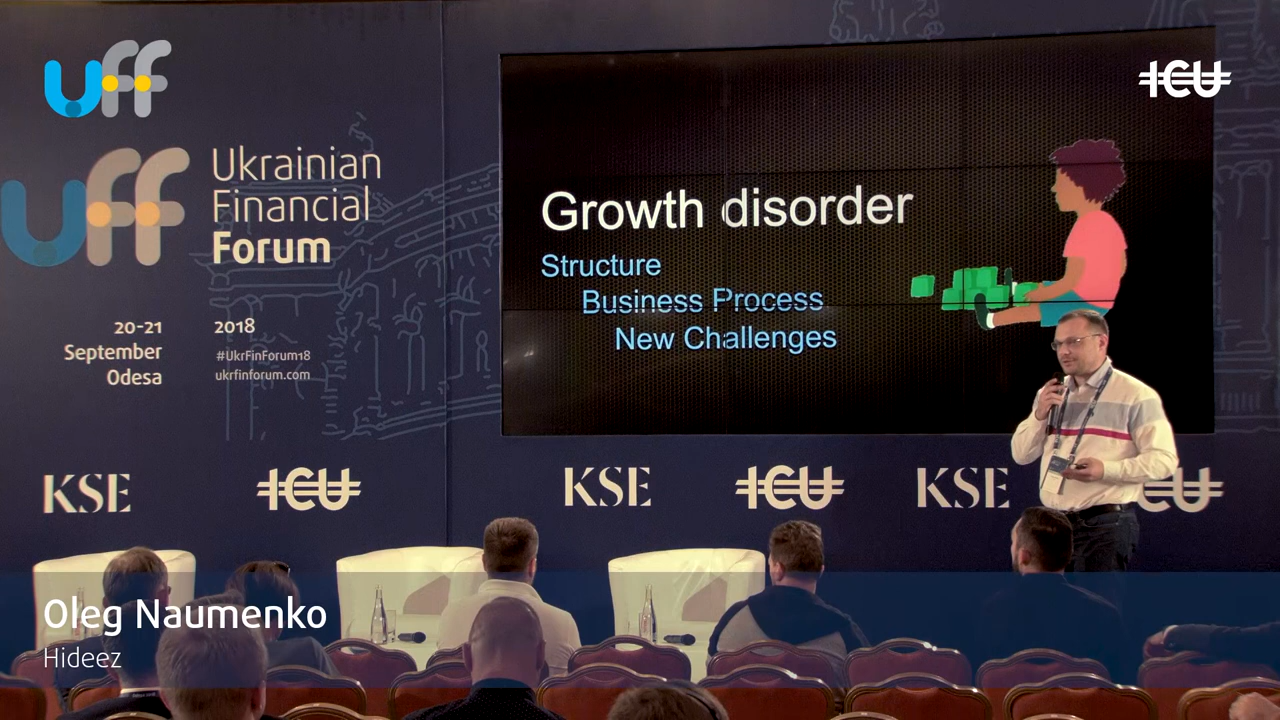 uff
ICU
uff
Ukrainian
Financial
Forum
20-21
September
Odesa
2018
#UkrFinForum18
ukrfinforum.com
Growth disorder
Structure
Business Process
New Challenges
KSE
ICU
KSE
ICU
KSE
ICU
Oleg Naumenko
Hideez